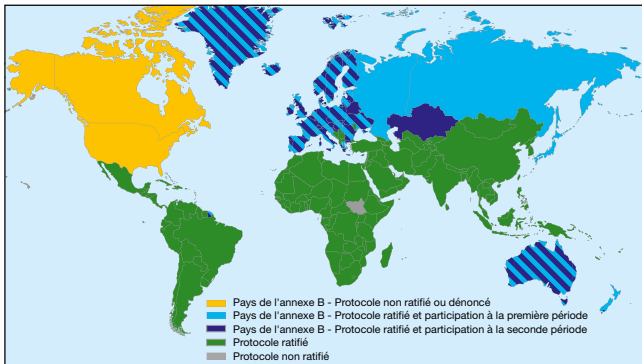 Pays de l'annexe B - Protocole non ratifié ou dénoncé
Pays de l'annexe B - Protocole ratifié et participation à la première période
Pays de l'annexe B - Protocole ratifié et participation à la seconde période
Protocole ratifié
Protocole non ratifié